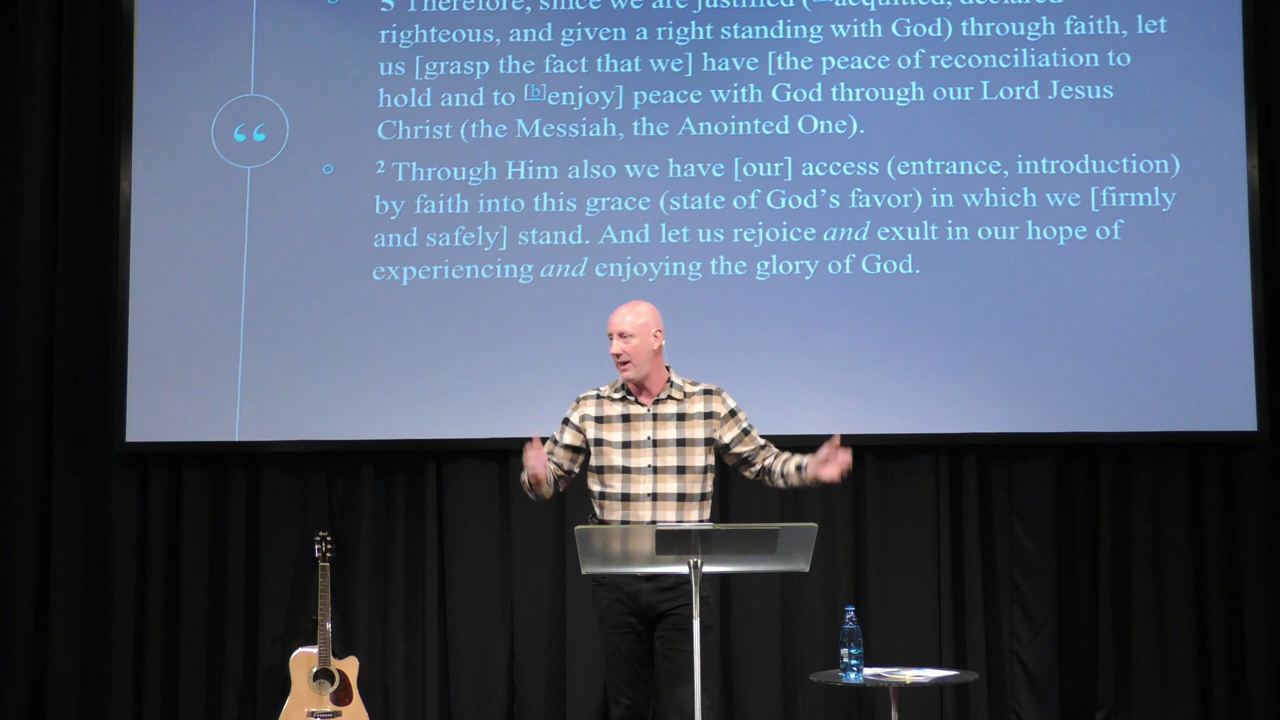 5 Therefore, since we are justified (—acquitted, declared
righteous, and given a right standing with God) through faith, let
us [grasp the fact that we] have [the peace of reconciliation to
hold and to [b]enjoy] peace with God through our Lord Jesus
Christ (the Messiah, the Anointed One).
2 Through Him also we have [our] access (entrance, introduction)
by faith into this grace (state of God’s favor) in which we [firmly
and safely] stand. And let us rejoice and exult in our hope of
experiencing and enjoying the glory of God.